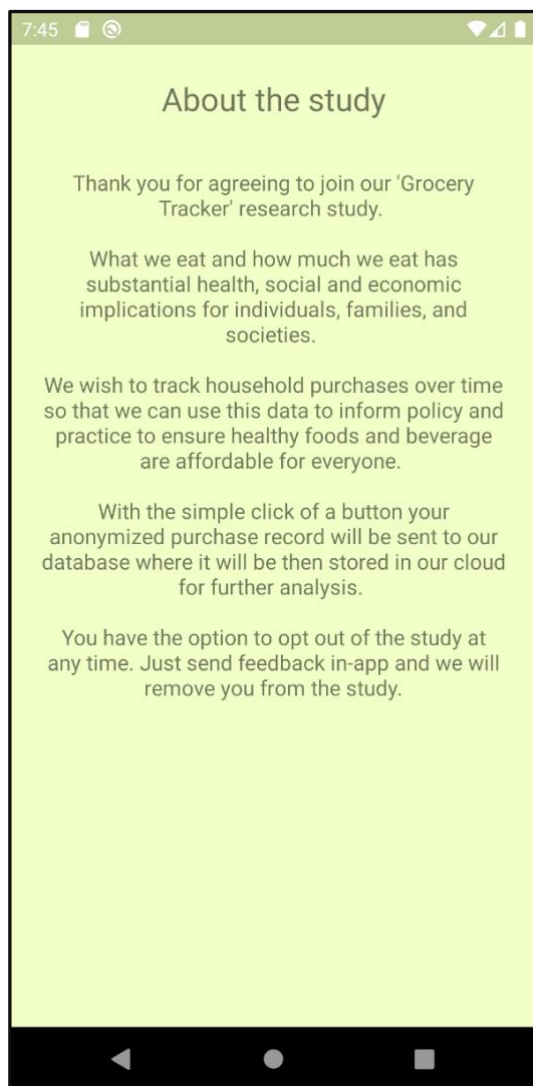 7:45
About the study
Thank you for agreeing to join our 'Grocery
Tracker' research study.
What we eat and how much we eat has
substantial health, social and economic
implications for individuals, families, and
societies.
We wish to track household purchases over time
so that we can use this data to inform policy and
practice to ensure healthy foods and beverage
are affordable for everyone.
With the simple click of a button your
anonymized purchase record will be sent to our
database where it will be then stored in our cloud
for further analysis.
You have the option to opt out of the study at
any time. Just send feedback in-app and we will
remove you from the study.